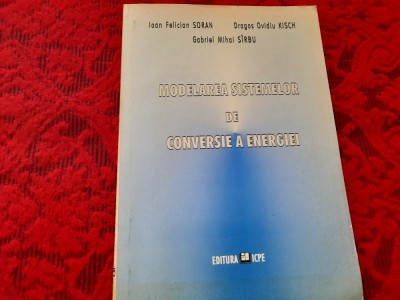 Ioan Felician SORAN Dragos Ovidiu KISCH
Gabriel Mihai SÎRBU
MODELAREA SISTEMELOR
DE
CONVERSIE A ENERGIEI
EDITURA ICPE